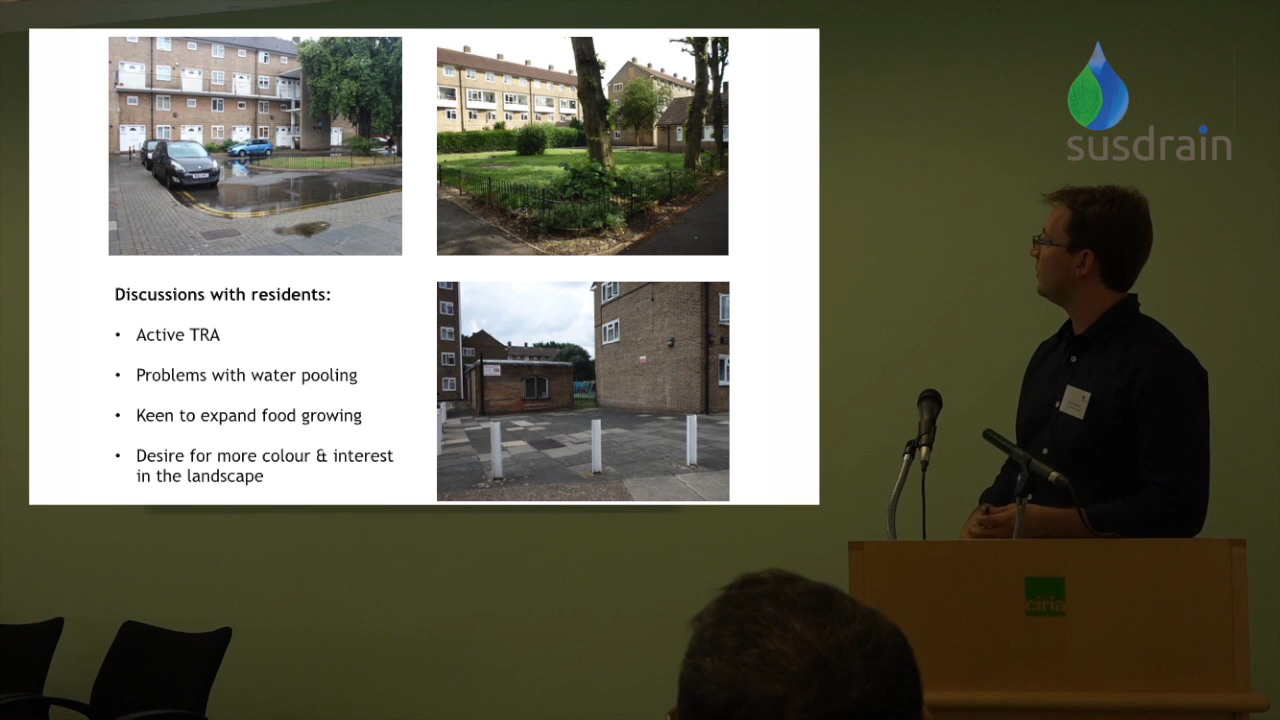 susdrain
Discussions with residents:
• Active TRA
• Problems with water pooling
• Keen to expand food growing
• Desire for more colour & interest
in the landscape
ciria